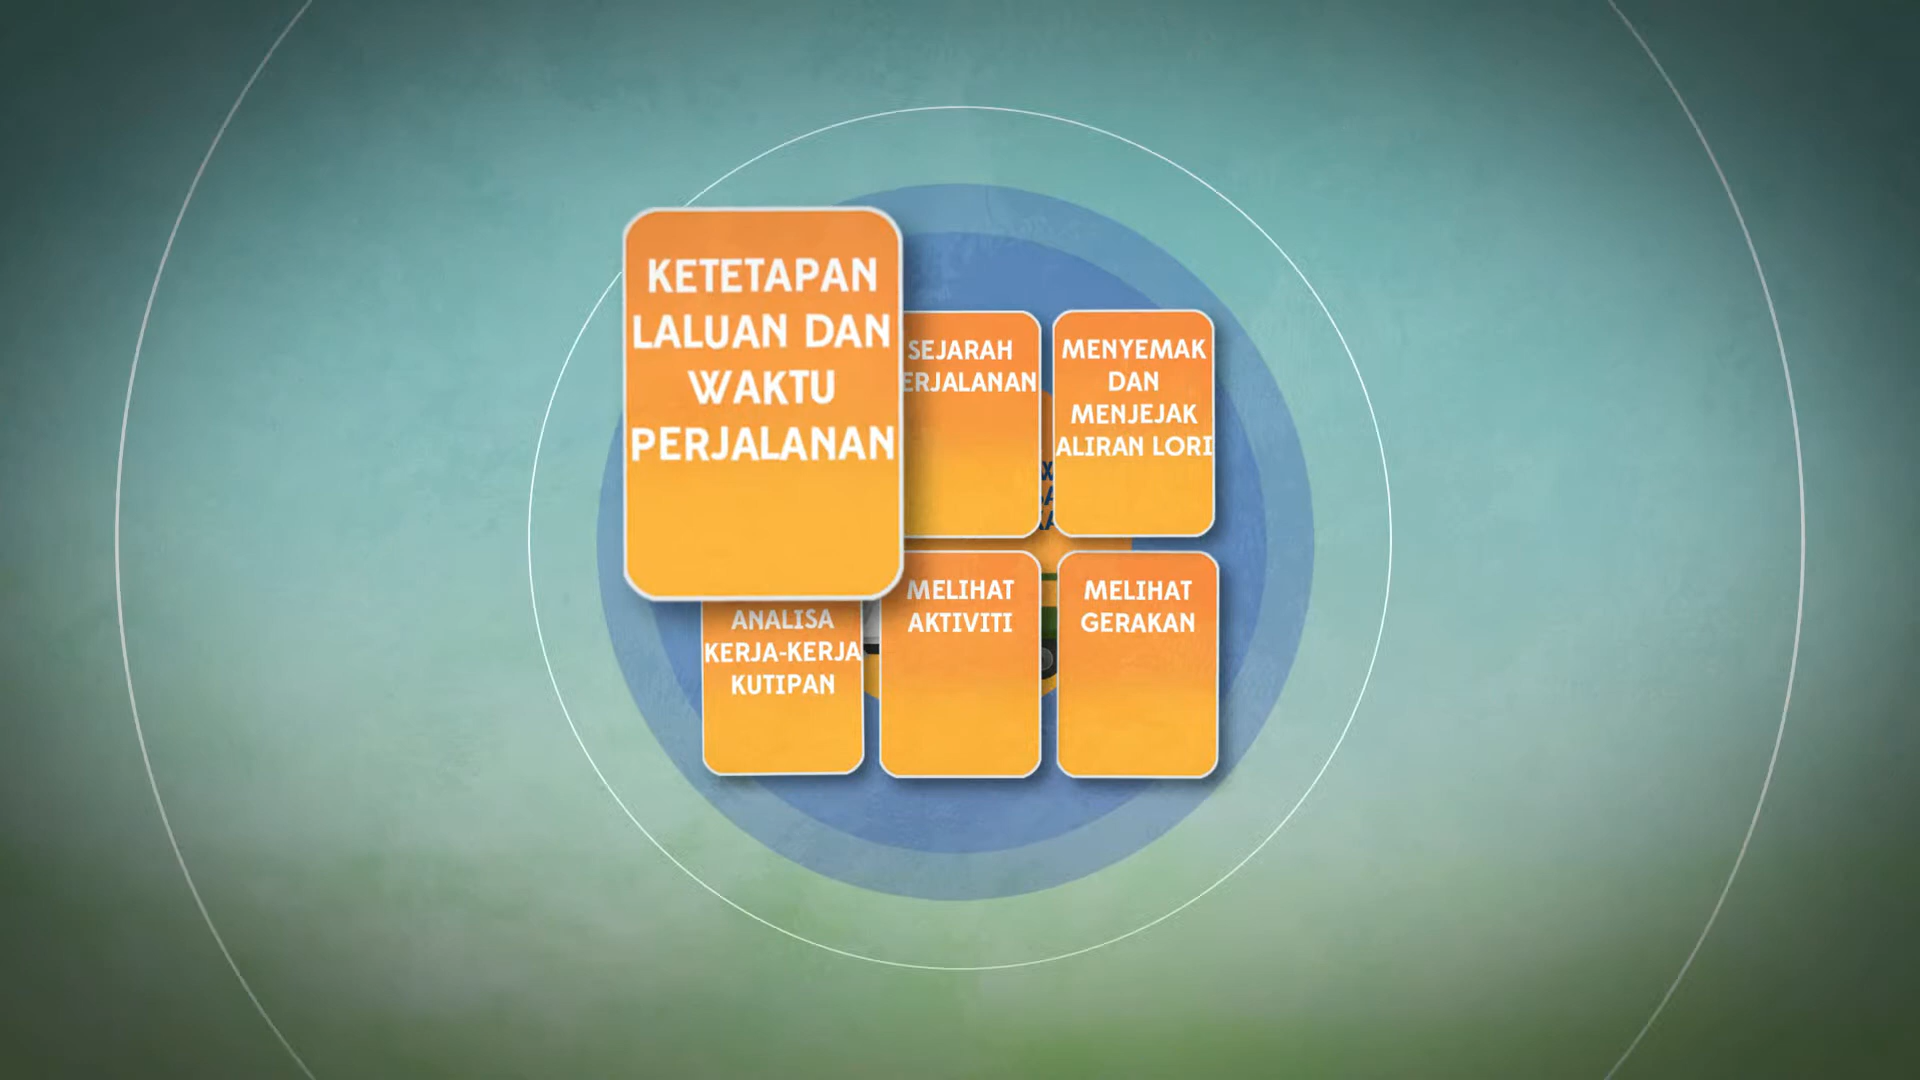 KETETAPAN
LALUAN DAN
WAKTU
PERJALANAN
SEJARAH
ERJALANAN
MENYEMAK
DAN
MENJEJAK
ALIRAN LORI
ANALISA
KERJA-KERJA
KUTIPAN
MELIHAT
AKTIVITI
MELIHAT
GERAKAN